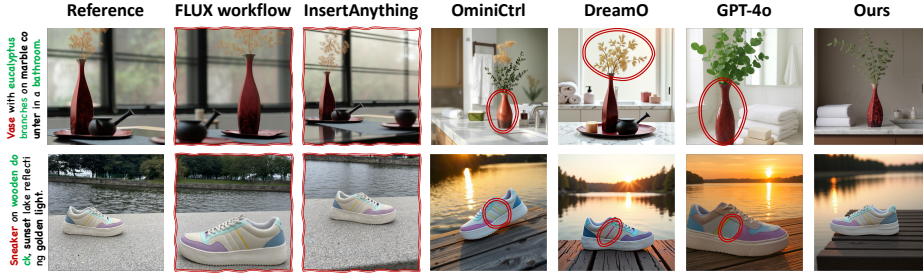 Reference FLUX workflow InsertAnything OminiCtrl DreamO GPT-4o Ours
Vase with eucalyptus
branches on marble co
unter in a bathroom.
Sneaker on wooden do
ck, sunset lake reflecti
ng golden light.